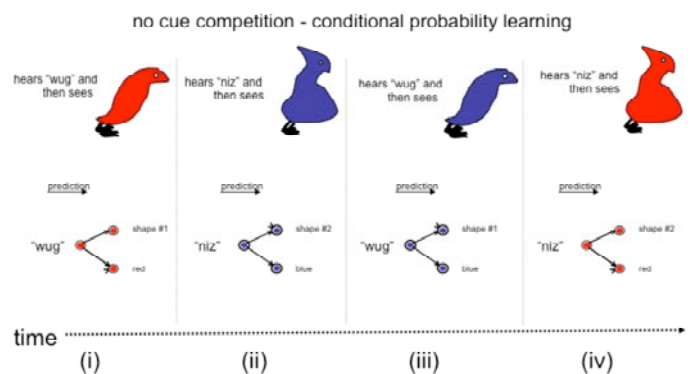 no cue competition - conditional probability learning
hears “wug” and
then sees
hears “niz” and
then sees
hears “wug” and
then sees
hears “niz” and
then sees
prediction
prediction
prediction
prediction
“wug”
shape #1
red
“niz”
shape #2
blue
“wug”
shape #1
blue
“niz”
shape #2
red
time
(i)
(ii)
(iii)
(iv)